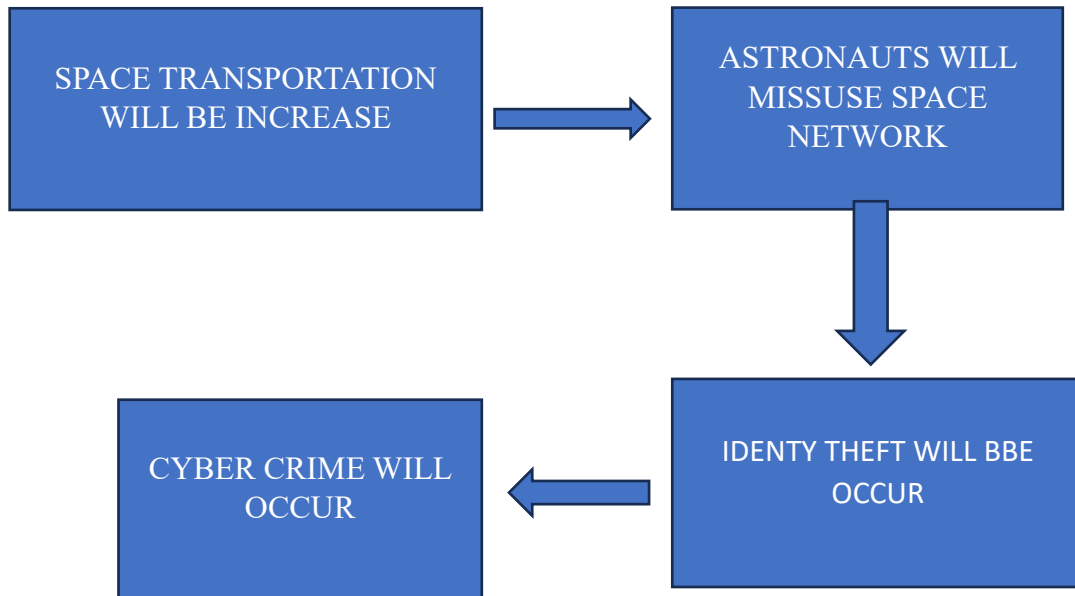 SPACE TRANSPORTATION
WILL BE INCREASE
ASTRONAUTS WILL
MISSUSE SPACE
NETWORK
IDENTY THEFT WILL BBE
OCCUR
CYBER CRIME WILL
OCCUR